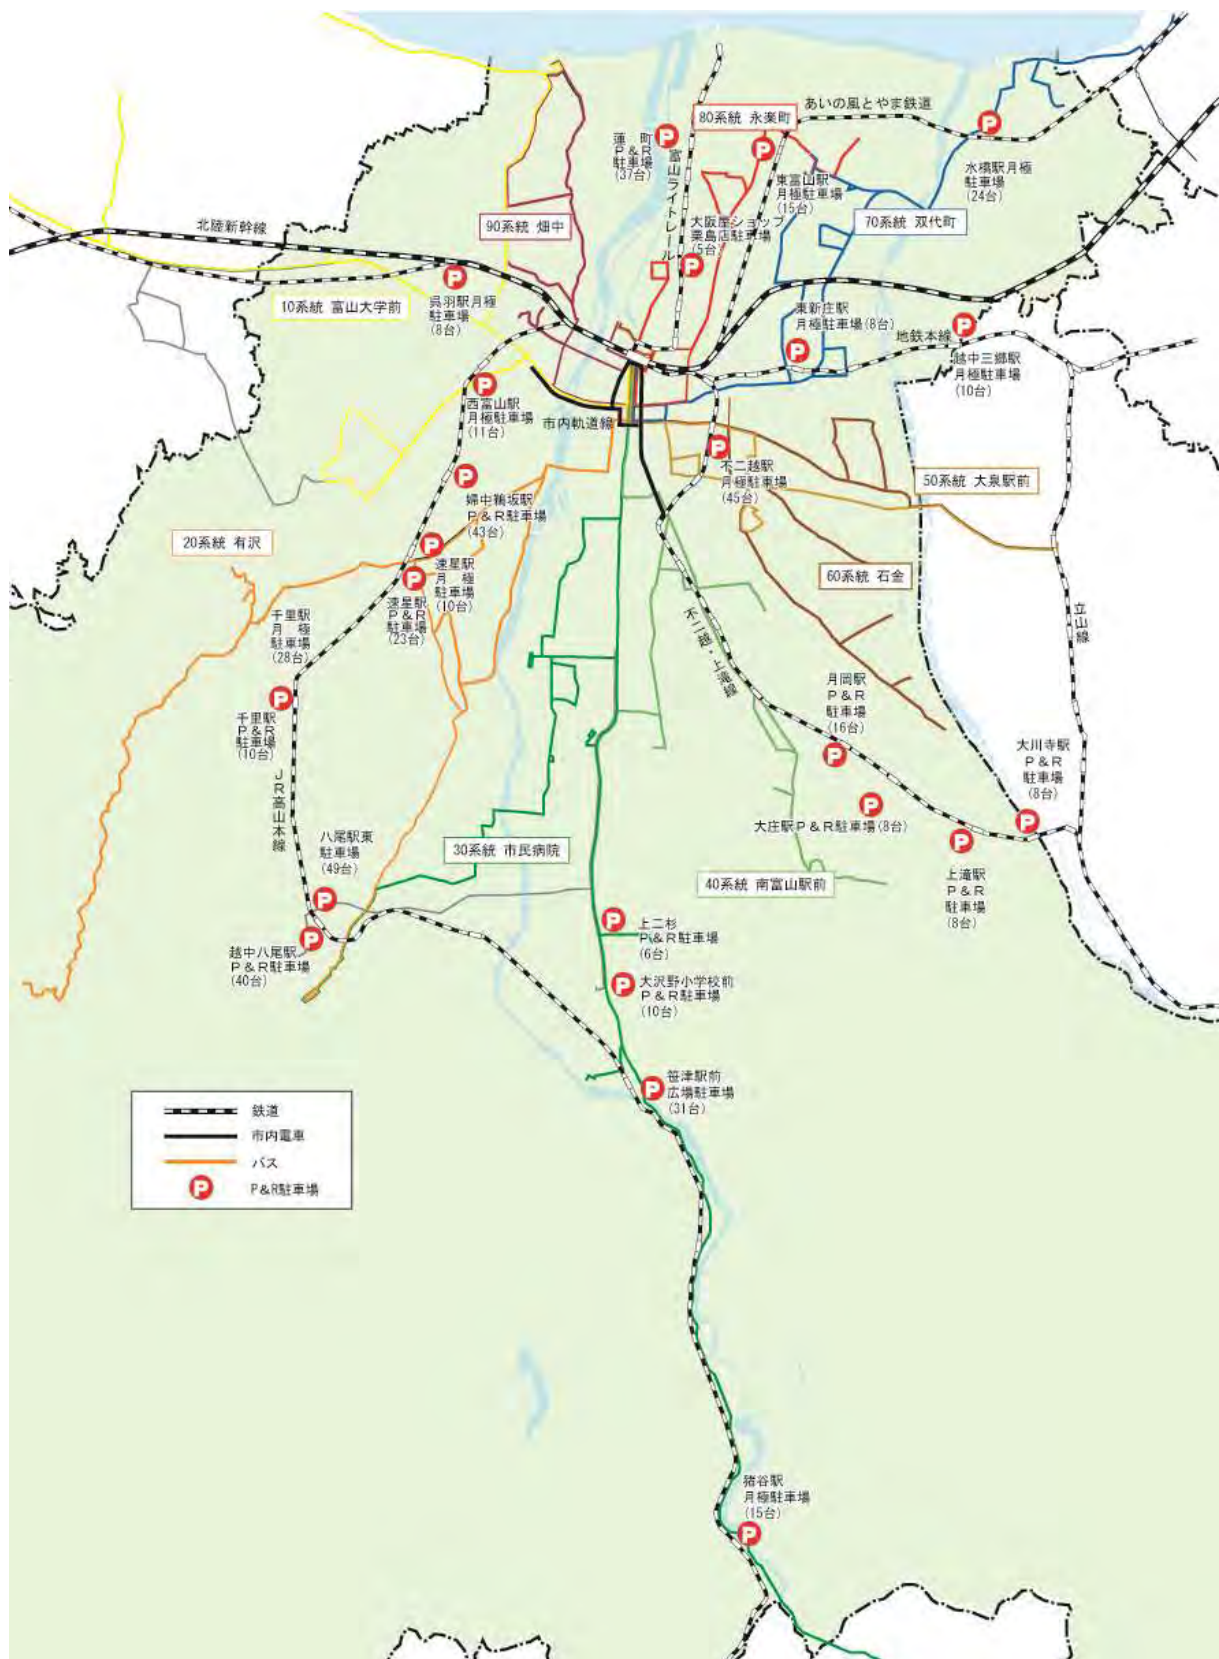 あいの風とやま鉄道
80系統 永楽町
蓮町
P＆R
駐車場
(37台)
富山ライトレール
水橋駅月極
駐車場
(24台)
東富山駅
月極駐車場
(15台)
70系統 双代町
大阪屋ショップ
粟島店駐車場
(5台)
90系統 畑中
北陸新幹線
10系統 富山大学前
呉羽駅月極
駐車場
(8台)
東新庄駅
月極駐車場(8台)
地鉄本線
越中三郷駅
月極駐車場
(10台)
西富山駅
月極駐車場
(11台)
市内軌道線
不二越駅
月極駐車場
(45台)
50系統 大泉駅前
婦中鵜坂駅
P＆R駐車場
(43台)
20系統 有沢
速星駅
月極
駐車場
(10台)
速星駅
P＆R
駐車場
(23台)
60系統 石金
千里駅
月極
駐車場
(28台)
不二越・上滝線
立山線
千里駅
P＆R
駐車場
(10台)
月岡駅
P＆R
駐車場
(16台)
大川寺駅
P＆R
駐車場
(8台)
JR高山本線
大庄駅P＆R駐車場(8台)
八尾駅東
駐車場
(49台)
30系統 市民病院
40系統 南富山駅前
上滝駅
P＆R
駐車場
(8台)
上二杉
P＆R駐車場
(6台)
越中八尾駅
P＆R駐車場
(40台)
大沢野小学校前
P＆R駐車場
(10台)
笹津駅前
広場駐車場
(31台)
鉄道
市内電車
バス
P P&R駐車場
猪谷駅
月極駐車場
(15台)